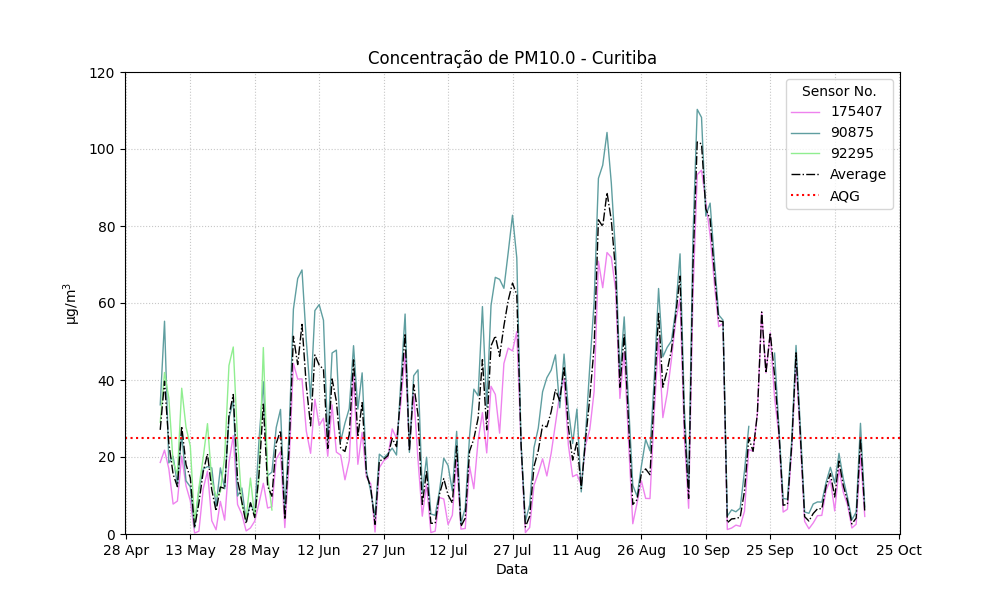 Concentração de PM10.0 - Curitiba
120
100
80
60
40
20
0
µg/m³
Sensor No.
175407
90875
92295
Average
AQG
28 Apr
13 May
28 May
12 Jun
27 Jun
12 Jul
27 Jul
11 Aug
26 Aug
10 Sep
25 Sep
10 Oct
25 Oct
Data